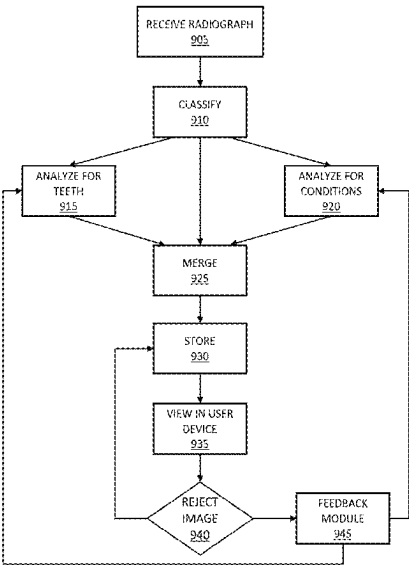 RECEIVE RADIOGRAPH
905
CLASSIFY
910
ANALYZE FOR
TEETH
915
ANALYZE FOR
CONDITIONS
920
MERGE
925
STORE
930
VIEW IN USER
DEVICE
935
REJECT
IMAGE
940
FEEDBACK
MODULE
945